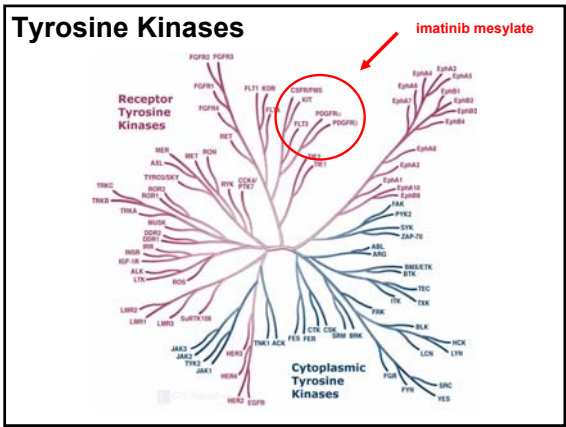 Tyrosine Kinases
imatinib mesylate
Receptor
Tyrosine
Kinases
FGFR2
FGFR3
FGFR1
FGFR4
RET
FLT1
KDR
FLT4
CSFR/FMS
KIT
FLT3
PDGFRα
PDGFRβ
TIE2
TIE1
EphA4
EphA3
EphA5
EphA6
EphB1
EphA7
EphB2
EphB3
EphB4
EphA8
EphA2
EphA1
EphA10
EphB6
MER
MET
RON
AXL
TYRO3/SKY
RYK
CCK4/
PTK7
TRKC
TRKB
TRKA
ROR2
ROR1
MUSK
DDR2
DDR1
IRR
INSR
IGF-1R
ALK
LTK
ROS
LMR2
LMR1
LMR3
SuRTK106
FAK
PYK2
SYK
ZAP-70
ABL
ARG
BMX/ETK
BTK
TEC
TXK
ITK
FRK
BLK
HCK
LYN
LCN
JAK3
JAK2
TYK2
JAK1
HER3
HER4
HER2
EGFR
TNK1
ACK
FES
FER
CTK
CSK
SRM
BRK
FGR
FYN
SRC
YES
Cytoplasmic
Tyrosine
Kinases